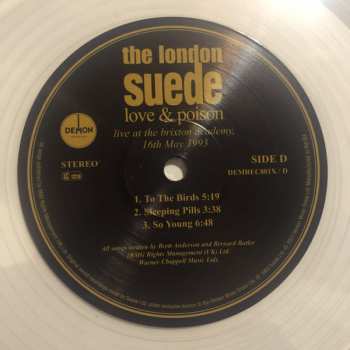 the london
suede
love & poison
live at the brixton academy,
16th May 1993
DEMON
STEREO
SIDE D
DEMREC801X / D
1. To The Birds 5:19
2. Sleeping Pills 3:38
3. So Young 6:48
All songs written by Brett Anderson and Bernard Butler
BMG Rights Management (UK) Ltd
Warner Chappell Music Ltd.